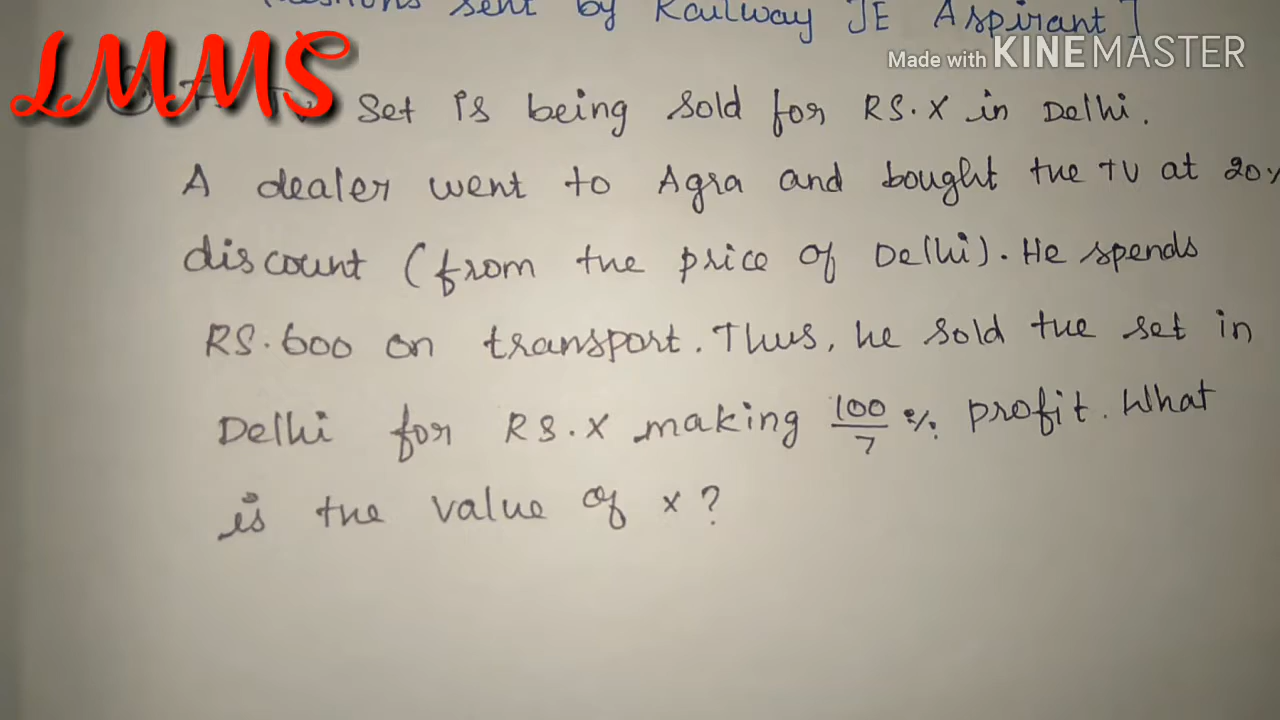 Questions sent by Railway JE Aspirant]
Made with KINEMASTER
LMMS
Set is being sold for RS.X in Delhi.
A dealer went to Agra and bought the TV at 20%
discount (from the price of Delhi). He spends
RS.600 on transport. Thus, he sold the set in
Delhi for RS.X making 100/7 % profit. What
is the value of x?